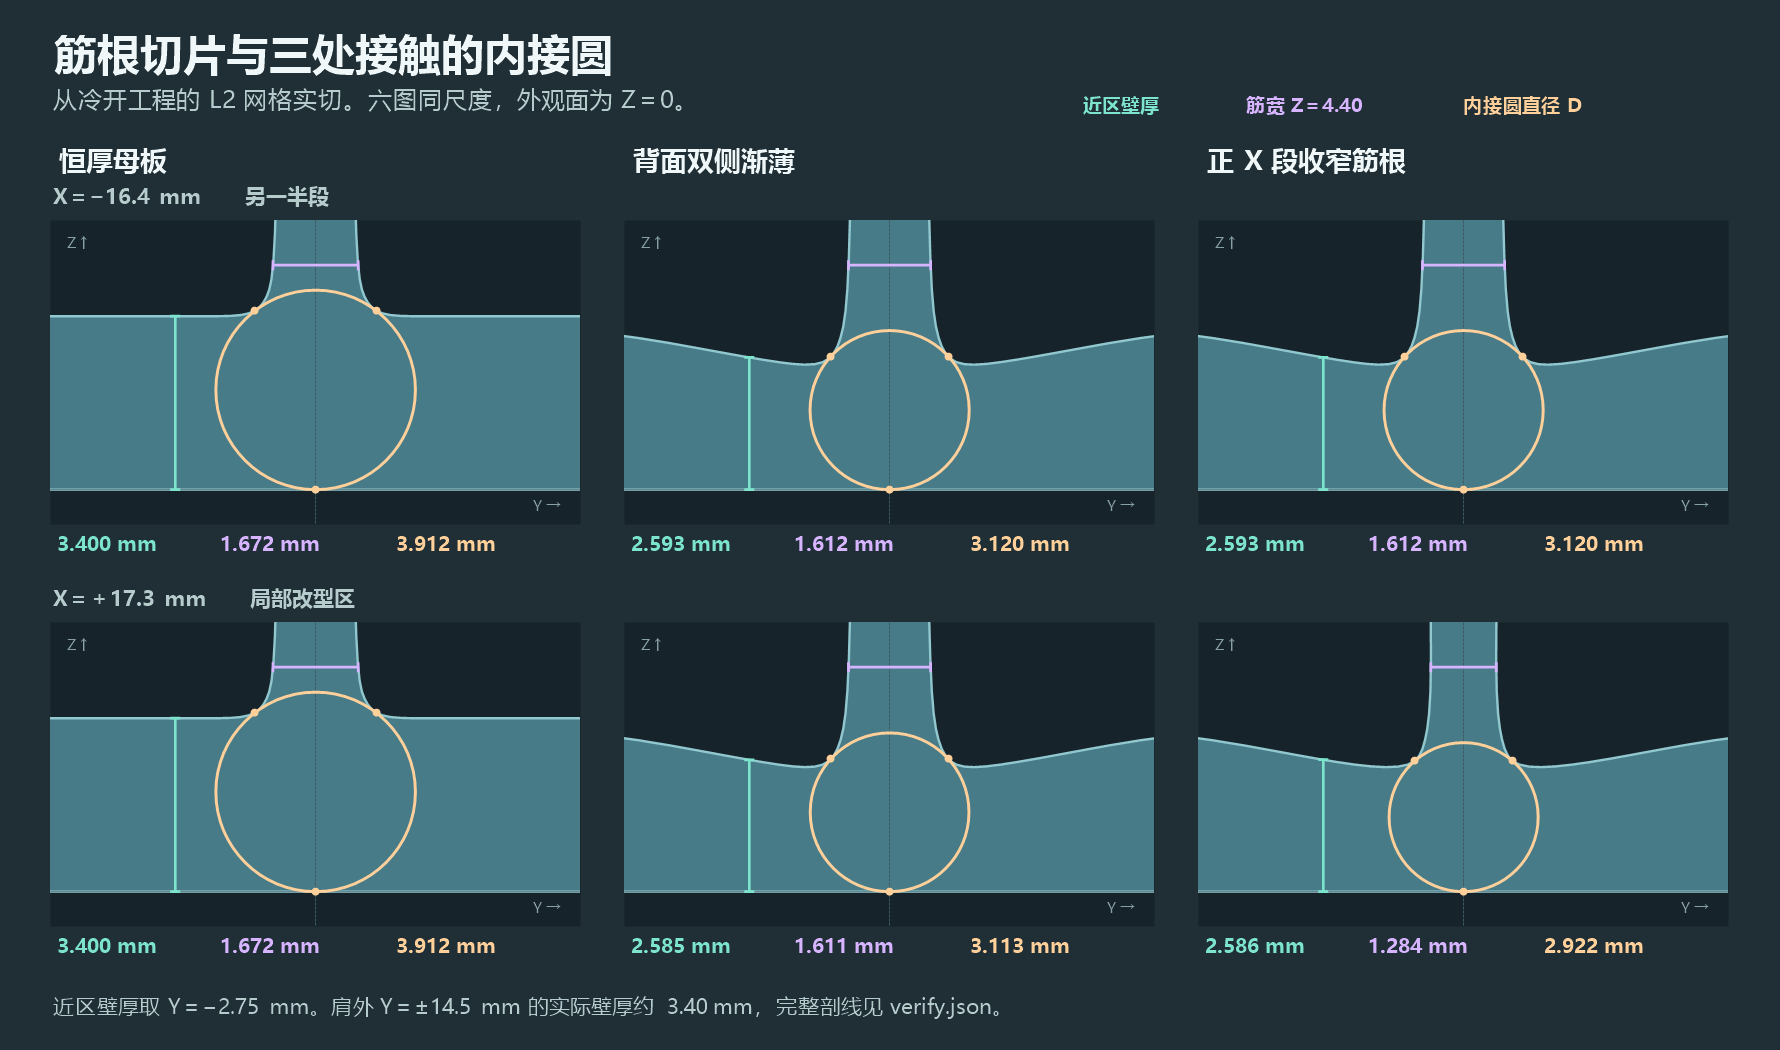 筋根切片与三处接触的内接圆
从冷开工程的 L2 网格实切。六图同尺度，外观面为 Z = 0。
近区壁厚 筋宽 Z = 4.40 内接圆直径 D
恒厚母板 背面双侧渐薄 正 X 段收窄筋根
X = −16.4 mm 另一半段
Z↑ Z↑ Z↑
Y→ Y→ Y→
3.400 mm 1.672 mm 3.912 mm 2.593 mm 1.612 mm 3.120 mm 2.593 mm 1.612 mm 3.120 mm
X = +17.3 mm 局部改型区
Z↑ Z↑ Z↑
Y→ Y→ Y→
3.400 mm 1.672 mm 3.912 mm 2.585 mm 1.611 mm 3.113 mm 2.586 mm 1.284 mm 2.922 mm
近区壁厚取 Y = −2.75 mm。肩外 Y = ±14.5 mm 的实际壁厚约 3.40 mm，完整剖线见 verify.json。